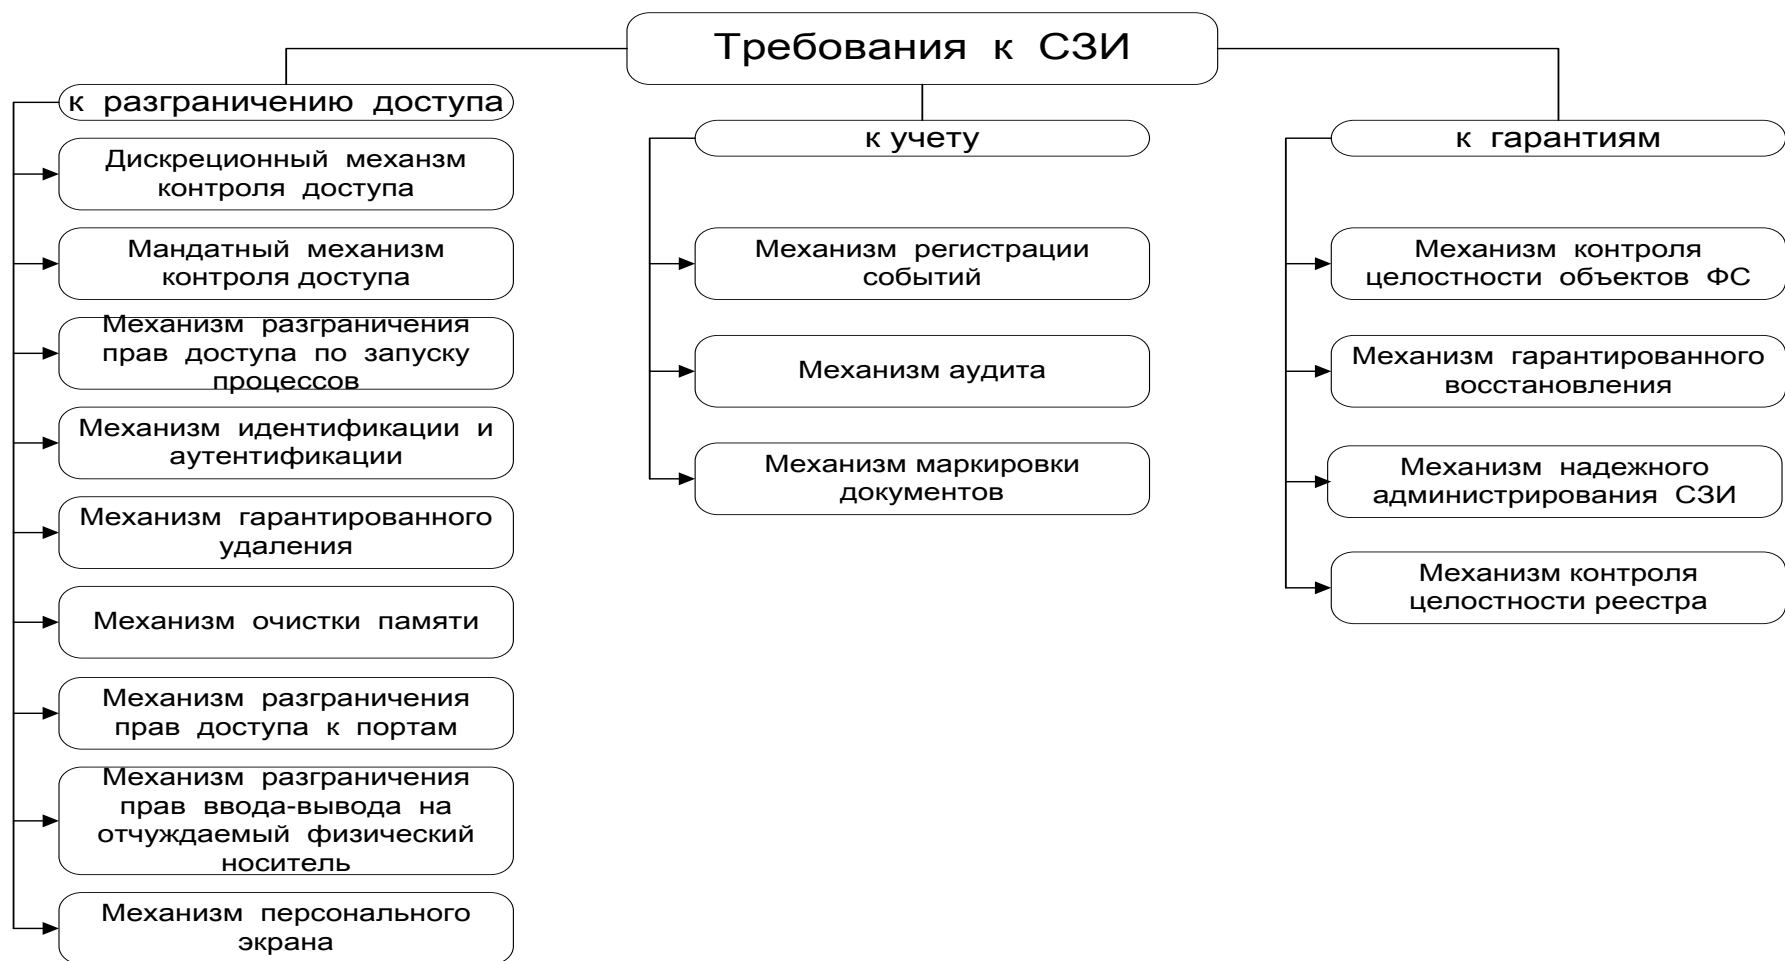 Требования к СЗИ
к разграничению доступа
Дискреционный механзм
контроля доступа
Мандатный механизм
контроля доступа
Механизм разграничения
прав доступа по запуску
процессов
Механизм идентификации и
аутентификации
Механизм гарантированного
удаления
Механизм очистки памяти
Механизм разграничения
прав доступа к портам
Механизм разграничения
прав ввода-вывода на
отчуждаемый физический
носитель
Механизм персонального
экрана
к учету
Механизм регистрации
событий
Механизм аудита
Механизм маркировки
документов
к гарантиям
Механизм контроля
целостности объектов ФС
Механизм гарантированного
восстановления
Механизм надежного
администрирования СЗИ
Механизм контроля
целостности реестра